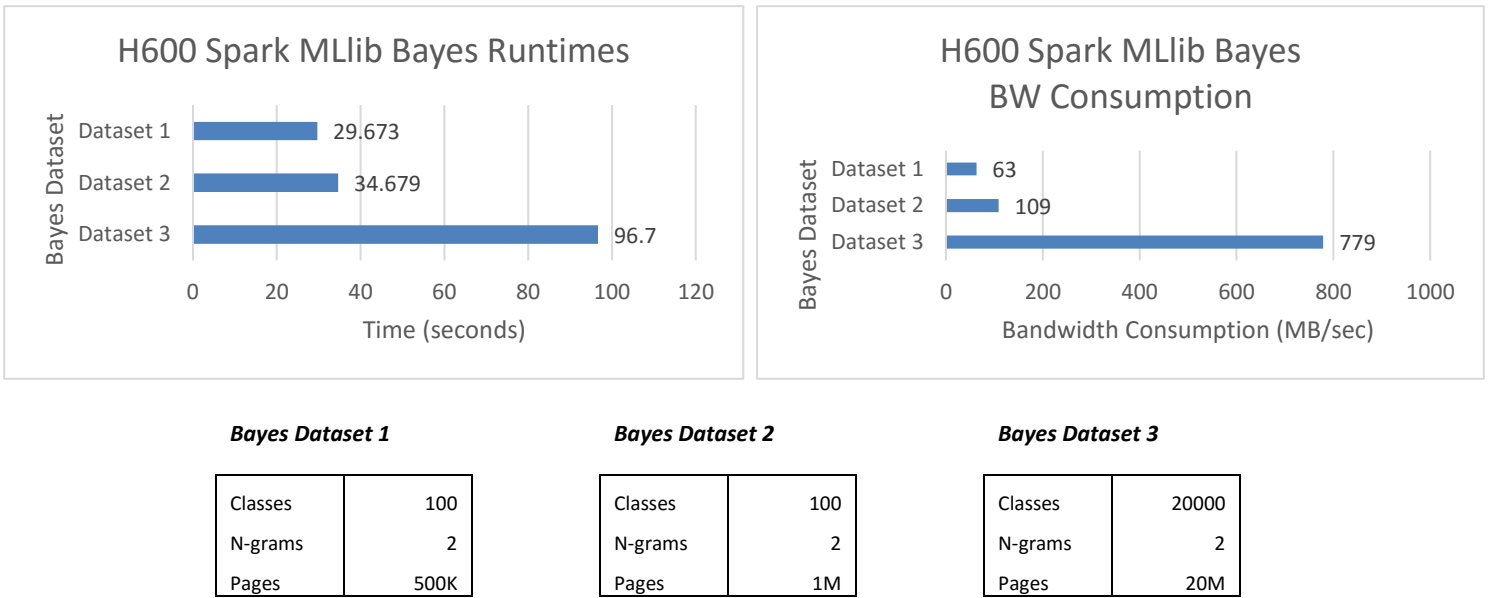 H600 Spark MLlib Bayes Runtimes
Bayes Dataset
Dataset 1
29.673
Dataset 2
34.679
Dataset 3
96.7
0 20 40 60 80 100 120
Time (seconds)
H600 Spark MLlib Bayes
BW Consumption
Bayes Dataset
Dataset 1
63
Dataset 2
109
Dataset 3
779
0 200 400 600 800 1000
Bandwidth Consumption (MB/sec)
Bayes Dataset 1
Classes 100
N-grams 2
Pages 500K
Bayes Dataset 2
Classes 100
N-grams 2
Pages 1M
Bayes Dataset 3
Classes 20000
N-grams 2
Pages 20M